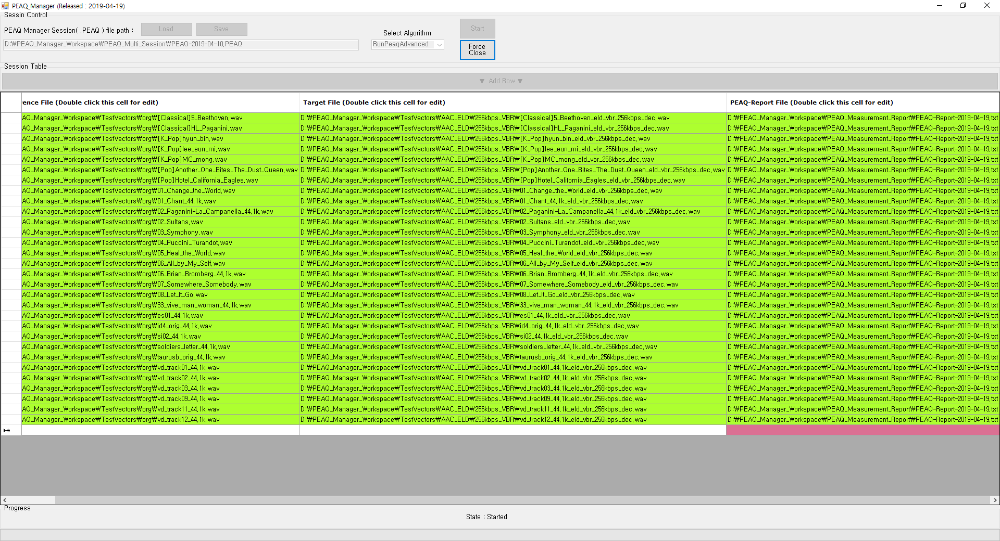 PEAQ_Manager (Released : 2019-04-19)
Sessin Control
PEAQ Manager Session( .PEAQ ) file path :
Load
Save
Select Algorithm
Start
D:₩PEAQ_Manager_Workspace₩PEAQ_Multi_Session₩PEAQ-2019-04-10.PEAQ
RunPeaqAdvanced
Force
Close
Session Table
▼ Add Row ▼
ence File (Double click this cell for edit) Target File (Double click this cell for edit) PEAQ-Report File (Double click this cell for edit)
AQ_Manager_Workspace₩TestVectors₩org₩[Classical]5_Beethoven.wav D:₩PEAQ_Manager_Workspace₩TestVectors₩AAC_ELD₩256kbps_VBR₩[Classical]5_Beethoven_eld_vbr_256kbps_dec.wav D:₩PEAQ_Manager_Workspace₩PEAQ_Measurement_Report₩PEAQ-Report-2019-04-19.txt
AQ_Manager_Workspace₩TestVectors₩org₩[Classical]HL_Paganini.wav D:₩PEAQ_Manager_Workspace₩TestVectors₩AAC_ELD₩256kbps_VBR₩[Classical]HL_Paganini_eld_vbr_256kbps_dec.wav D:₩PEAQ_Manager_Workspace₩PEAQ_Measurement_Report₩PEAQ-Report-2019-04-19.txt
AQ_Manager_Workspace₩TestVectors₩org₩[K_Pop]hyun_bin.wav D:₩PEAQ_Manager_Workspace₩TestVectors₩AAC_ELD₩256kbps_VBR₩[K_Pop]hyun_bin_eld_vbr_256kbps_dec.wav D:₩PEAQ_Manager_Workspace₩PEAQ_Measurement_Report₩PEAQ-Report-2019-04-19.txt
AQ_Manager_Workspace₩TestVectors₩org₩[K_Pop]lee_eun_mi.wav D:₩PEAQ_Manager_Workspace₩TestVectors₩AAC_ELD₩256kbps_VBR₩[K_Pop]lee_eun_mi_eld_vbr_256kbps_dec.wav D:₩PEAQ_Manager_Workspace₩PEAQ_Measurement_Report₩PEAQ-Report-2019-04-19.txt
AQ_Manager_Workspace₩TestVectors₩org₩[K_Pop]MC_mong.wav D:₩PEAQ_Manager_Workspace₩TestVectors₩AAC_ELD₩256kbps_VBR₩[K_Pop]MC_mong_eld_vbr_256kbps_dec.wav D:₩PEAQ_Manager_Workspace₩PEAQ_Measurement_Report₩PEAQ-Report-2019-04-19.txt
AQ_Manager_Workspace₩TestVectors₩org₩[Pop]Another_One_Bites_The_Dust_Queen.wav D:₩PEAQ_Manager_Workspace₩TestVectors₩AAC_ELD₩256kbps_VBR₩[Pop]Another_One_Bites_The_Dust_Queen_eld_vbr_256kbps_dec.wav D:₩PEAQ_Manager_Workspace₩PEAQ_Measurement_Report₩PEAQ-Report-2019-04-19.txt
AQ_Manager_Workspace₩TestVectors₩org₩[Pop]Hotel_California_Eagles.wav D:₩PEAQ_Manager_Workspace₩TestVectors₩AAC_ELD₩256kbps_VBR₩[Pop]Hotel_California_Eagles_eld_vbr_256kbps_dec.wav D:₩PEAQ_Manager_Workspace₩PEAQ_Measurement_Report₩PEAQ-Report-2019-04-19.txt
AQ_Manager_Workspace₩TestVectors₩org₩01_Change_the_World.wav D:₩PEAQ_Manager_Workspace₩TestVectors₩AAC_ELD₩256kbps_VBR₩01_Change_the_World_eld_vbr_256kbps_dec.wav D:₩PEAQ_Manager_Workspace₩PEAQ_Measurement_Report₩PEAQ-Report-2019-04-19.txt
AQ_Manager_Workspace₩TestVectors₩org₩01_Chant_44.1k.wav D:₩PEAQ_Manager_Workspace₩TestVectors₩AAC_ELD₩256kbps_VBR₩01_Chant_44.1k_eld_vbr_256kbps_dec.wav D:₩PEAQ_Manager_Workspace₩PEAQ_Measurement_Report₩PEAQ-Report-2019-04-19.txt
AQ_Manager_Workspace₩TestVectors₩org₩02_Paganini-La_Campanella_44.1k.wav D:₩PEAQ_Manager_Workspace₩TestVectors₩AAC_ELD₩256kbps_VBR₩02_Paganini-La_Campanella_44.1k_eld_vbr_256kbps_dec.wav D:₩PEAQ_Manager_Workspace₩PEAQ_Measurement_Report₩PEAQ-Report-2019-04-19.txt
AQ_Manager_Workspace₩TestVectors₩org₩02_Sultans.wav D:₩PEAQ_Manager_Workspace₩TestVectors₩AAC_ELD₩256kbps_VBR₩02_Sultans_eld_vbr_256kbps_dec.wav D:₩PEAQ_Manager_Workspace₩PEAQ_Measurement_Report₩PEAQ-Report-2019-04-19.txt
AQ_Manager_Workspace₩TestVectors₩org₩03_Symphony.wav D:₩PEAQ_Manager_Workspace₩TestVectors₩AAC_ELD₩256kbps_VBR₩03_Symphony_eld_vbr_256kbps_dec.wav D:₩PEAQ_Manager_Workspace₩PEAQ_Measurement_Report₩PEAQ-Report-2019-04-19.txt
AQ_Manager_Workspace₩TestVectors₩org₩04_Puccini_Turandot.wav D:₩PEAQ_Manager_Workspace₩TestVectors₩AAC_ELD₩256kbps_VBR₩04_Puccini_Turandot_eld_vbr_256kbps_dec.wav D:₩PEAQ_Manager_Workspace₩PEAQ_Measurement_Report₩PEAQ-Report-2019-04-19.txt
AQ_Manager_Workspace₩TestVectors₩org₩05_Heal_the_World.wav D:₩PEAQ_Manager_Workspace₩TestVectors₩AAC_ELD₩256kbps_VBR₩05_Heal_the_World_eld_vbr_256kbps_dec.wav D:₩PEAQ_Manager_Workspace₩PEAQ_Measurement_Report₩PEAQ-Report-2019-04-19.txt
AQ_Manager_Workspace₩TestVectors₩org₩06_All_by_My_Self.wav D:₩PEAQ_Manager_Workspace₩TestVectors₩AAC_ELD₩256kbps_VBR₩06_All_by_My_Self_eld_vbr_256kbps_dec.wav D:₩PEAQ_Manager_Workspace₩PEAQ_Measurement_Report₩PEAQ-Report-2019-04-19.txt
AQ_Manager_Workspace₩TestVectors₩org₩06_Brian_Bromberg_44.1k.wav D:₩PEAQ_Manager_Workspace₩TestVectors₩AAC_ELD₩256kbps_VBR₩06_Brian_Bromberg_44.1k_eld_vbr_256kbps_dec.wav D:₩PEAQ_Manager_Workspace₩PEAQ_Measurement_Report₩PEAQ-Report-2019-04-19.txt
AQ_Manager_Workspace₩TestVectors₩org₩07_Somewhere_Somebody.wav D:₩PEAQ_Manager_Workspace₩TestVectors₩AAC_ELD₩256kbps_VBR₩07_Somewhere_Somebody_eld_vbr_256kbps_dec.wav D:₩PEAQ_Manager_Workspace₩PEAQ_Measurement_Report₩PEAQ-Report-2019-04-19.txt
AQ_Manager_Workspace₩TestVectors₩org₩08_Let_It_Go.wav D:₩PEAQ_Manager_Workspace₩TestVectors₩AAC_ELD₩256kbps_VBR₩08_Let_It_Go_eld_vbr_256kbps_dec.wav D:₩PEAQ_Manager_Workspace₩PEAQ_Measurement_Report₩PEAQ-Report-2019-04-19.txt
AQ_Manager_Workspace₩TestVectors₩org₩33_vive_man_woman_44.1k.wav D:₩PEAQ_Manager_Workspace₩TestVectors₩AAC_ELD₩256kbps_VBR₩33_vive_man_woman_44.1k_eld_vbr_256kbps_dec.wav D:₩PEAQ_Manager_Workspace₩PEAQ_Measurement_Report₩PEAQ-Report-2019-04-19.txt
AQ_Manager_Workspace₩TestVectors₩org₩es01_44.1k.wav D:₩PEAQ_Manager_Workspace₩TestVectors₩AAC_ELD₩256kbps_VBR₩es01_44.1k_eld_vbr_256kbps_dec.wav D:₩PEAQ_Manager_Workspace₩PEAQ_Measurement_Report₩PEAQ-Report-2019-04-19.txt
AQ_Manager_Workspace₩TestVectors₩org₩id4_orig_44.1k.wav D:₩PEAQ_Manager_Workspace₩TestVectors₩AAC_ELD₩256kbps_VBR₩id4_orig_44.1k_eld_vbr_256kbps_dec.wav D:₩PEAQ_Manager_Workspace₩PEAQ_Measurement_Report₩PEAQ-Report-2019-04-19.txt
AQ_Manager_Workspace₩TestVectors₩org₩si02_44.1k.wav D:₩PEAQ_Manager_Workspace₩TestVectors₩AAC_ELD₩256kbps_VBR₩si02_44.1k_eld_vbr_256kbps_dec.wav D:₩PEAQ_Manager_Workspace₩PEAQ_Measurement_Report₩PEAQ-Report-2019-04-19.txt
AQ_Manager_Workspace₩TestVectors₩org₩soldiers_letter_44.1k.wav D:₩PEAQ_Manager_Workspace₩TestVectors₩AAC_ELD₩256kbps_VBR₩soldiers_letter_44.1k_eld_vbr_256kbps_dec.wav D:₩PEAQ_Manager_Workspace₩PEAQ_Measurement_Report₩PEAQ-Report-2019-04-19.txt
AQ_Manager_Workspace₩TestVectors₩org₩taurusb_orig_44.1k.wav D:₩PEAQ_Manager_Workspace₩TestVectors₩AAC_ELD₩256kbps_VBR₩taurusb_orig_44.1k_eld_vbr_256kbps_dec.wav D:₩PEAQ_Manager_Workspace₩PEAQ_Measurement_Report₩PEAQ-Report-2019-04-19.txt
AQ_Manager_Workspace₩TestVectors₩org₩vd_track01_44.1k.wav D:₩PEAQ_Manager_Workspace₩TestVectors₩AAC_ELD₩256kbps_VBR₩vd_track01_44.1k_eld_vbr_256kbps_dec.wav D:₩PEAQ_Manager_Workspace₩PEAQ_Measurement_Report₩PEAQ-Report-2019-04-19.txt
AQ_Manager_Workspace₩TestVectors₩org₩vd_track02_44.1k.wav D:₩PEAQ_Manager_Workspace₩TestVectors₩AAC_ELD₩256kbps_VBR₩vd_track02_44.1k_eld_vbr_256kbps_dec.wav D:₩PEAQ_Manager_Workspace₩PEAQ_Measurement_Report₩PEAQ-Report-2019-04-19.txt
AQ_Manager_Workspace₩TestVectors₩org₩vd_track03_44.1k.wav D:₩PEAQ_Manager_Workspace₩TestVectors₩AAC_ELD₩256kbps_VBR₩vd_track03_44.1k_eld_vbr_256kbps_dec.wav D:₩PEAQ_Manager_Workspace₩PEAQ_Measurement_Report₩PEAQ-Report-2019-04-19.txt
AQ_Manager_Workspace₩TestVectors₩org₩vd_track09_44.1k.wav D:₩PEAQ_Manager_Workspace₩TestVectors₩AAC_ELD₩256kbps_VBR₩vd_track09_44.1k_eld_vbr_256kbps_dec.wav D:₩PEAQ_Manager_Workspace₩PEAQ_Measurement_Report₩PEAQ-Report-2019-04-19.txt
AQ_Manager_Workspace₩TestVectors₩org₩vd_track11_44.1k.wav D:₩PEAQ_Manager_Workspace₩TestVectors₩AAC_ELD₩256kbps_VBR₩vd_track11_44.1k_eld_vbr_256kbps_dec.wav D:₩PEAQ_Manager_Workspace₩PEAQ_Measurement_Report₩PEAQ-Report-2019-04-19.txt
AQ_Manager_Workspace₩TestVectors₩org₩vd_track12_44.1k.wav D:₩PEAQ_Manager_Workspace₩TestVectors₩AAC_ELD₩256kbps_VBR₩vd_track12_44.1k_eld_vbr_256kbps_dec.wav D:₩PEAQ_Manager_Workspace₩PEAQ_Measurement_Report₩PEAQ-Report-2019-04-19.txt
Progress
State : Started